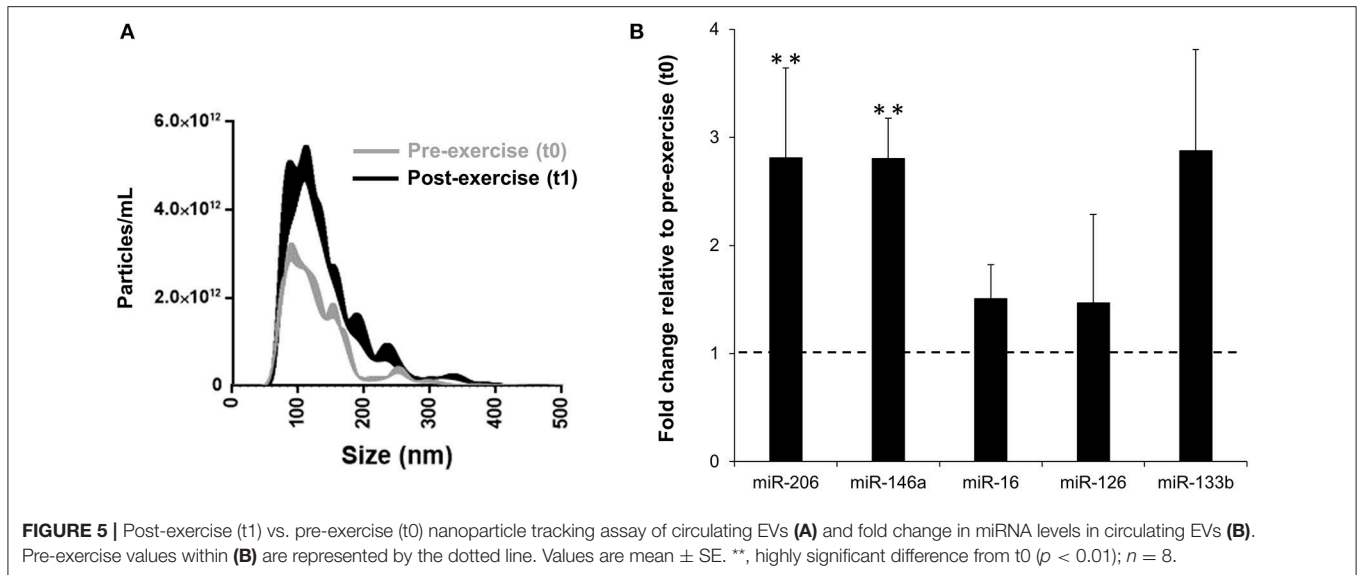 A
Particles/mL
6.0×10¹²
4.0×10¹²
2.0×10¹²
0
Pre-exercise (t0)
Post-exercise (t1)
0
100
200
300
400
500
Size (nm)
B
Fold change relative to pre-exercise (t0)
4
3
2
1
0
**
**
miR-206
miR-146a
miR-16
miR-126
miR-133b
FIGURE 5 | Post-exercise (t1) vs. pre-exercise (t0) nanoparticle tracking assay of circulating EVs (A) and fold change in miRNA levels in circulating EVs (B).
Pre-exercise values within (B) are represented by the dotted line. Values are mean ± SE. **, highly significant difference from t0 (p < 0.01); n = 8.